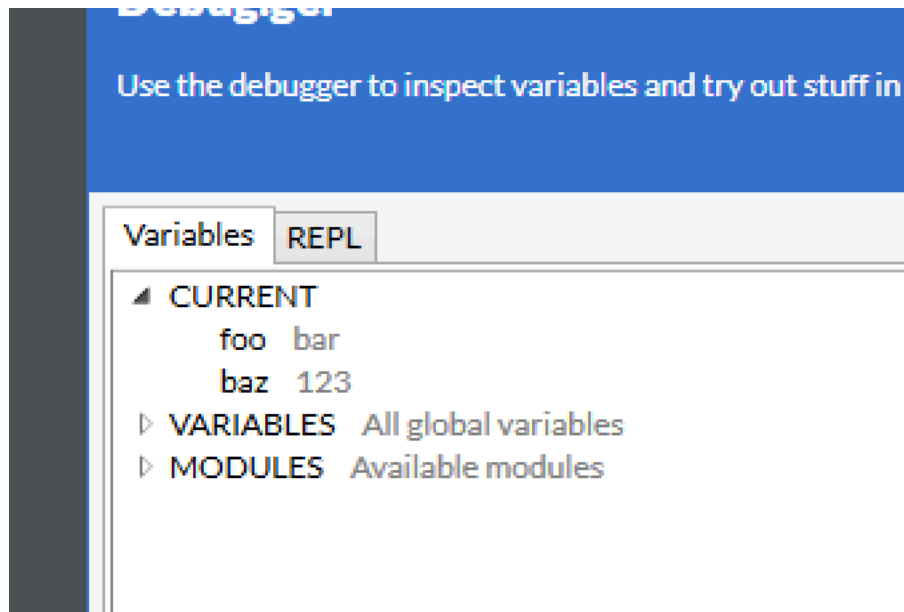 Use the debugger to inspect variables and try out stuff in
Variables REPL
CURRENT
foo bar
baz 123
VARIABLES All global variables
MODULES Available modules